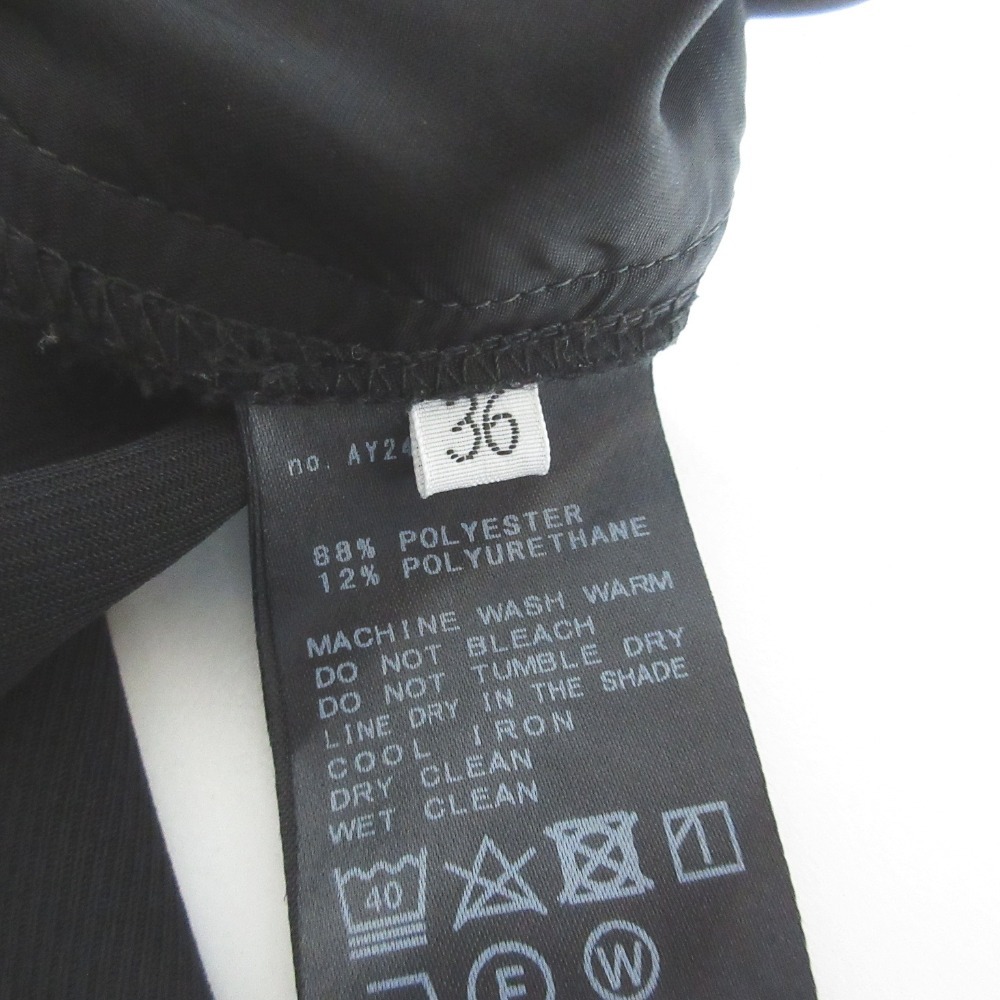 36
no. AY24
88% POLYESTER
12% POLYURETHANE
MACHINE WASH WARM
DO NOT BLEACH
DO NOT TUMBLE DRY
LINE DRY IN THE SHADE
COOL IRON
DRY CLEAN
WET CLEAN
40
F W